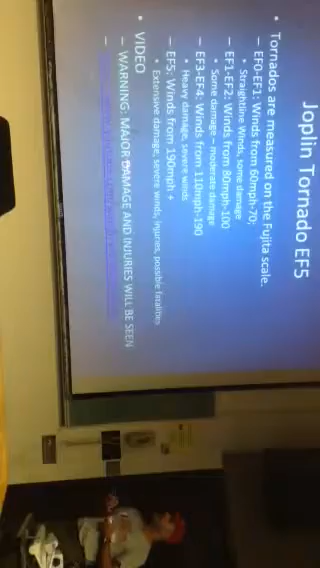 Joplin Tornado EF5
• Tornados are measured on the Fujita scale.
– EF0-EF1: Winds from 60mph-70;
• Straightline Winds, some damage
– EF1-EF2: Winds from 80mph-100
• Some damage – moderate damage
– EF3-EF4: Winds from 110mph-190
• Heavy damage, severe winds
– EF5: Winds from 190mph +
• Extensive damage, severe winds, injuries, possible fatalities
• VIDEO
– WARNING: MAJOR DAMAGE AND INJURIES WILL BE SEEN